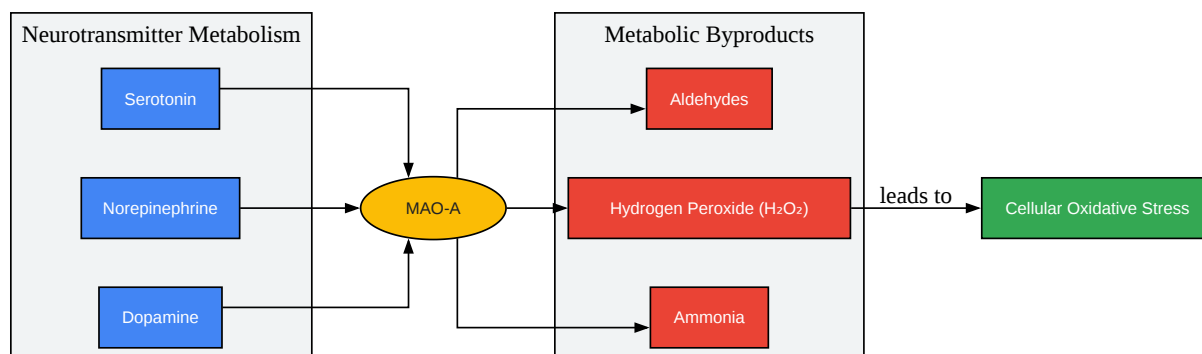 Neurotransmitter Metabolism
Serotonin
Norepinephrine
Dopamine
MAO-A
Metabolic Byproducts
Aldehydes
Hydrogen Peroxide (H₂O₂)
Ammonia
leads to
Cellular Oxidative Stress